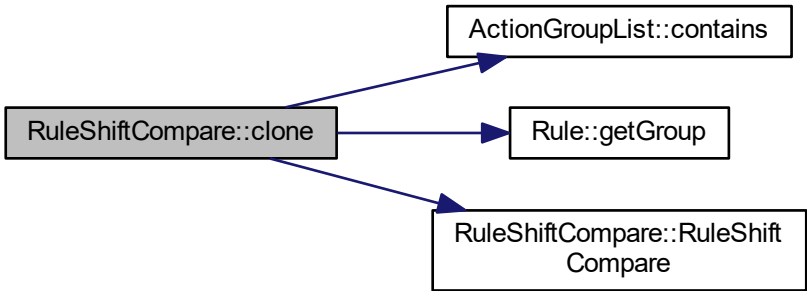 ActionGroupList::contains
RuleShiftCompare::clone
Rule::getGroup
RuleShiftCompare::RuleShift
Compare